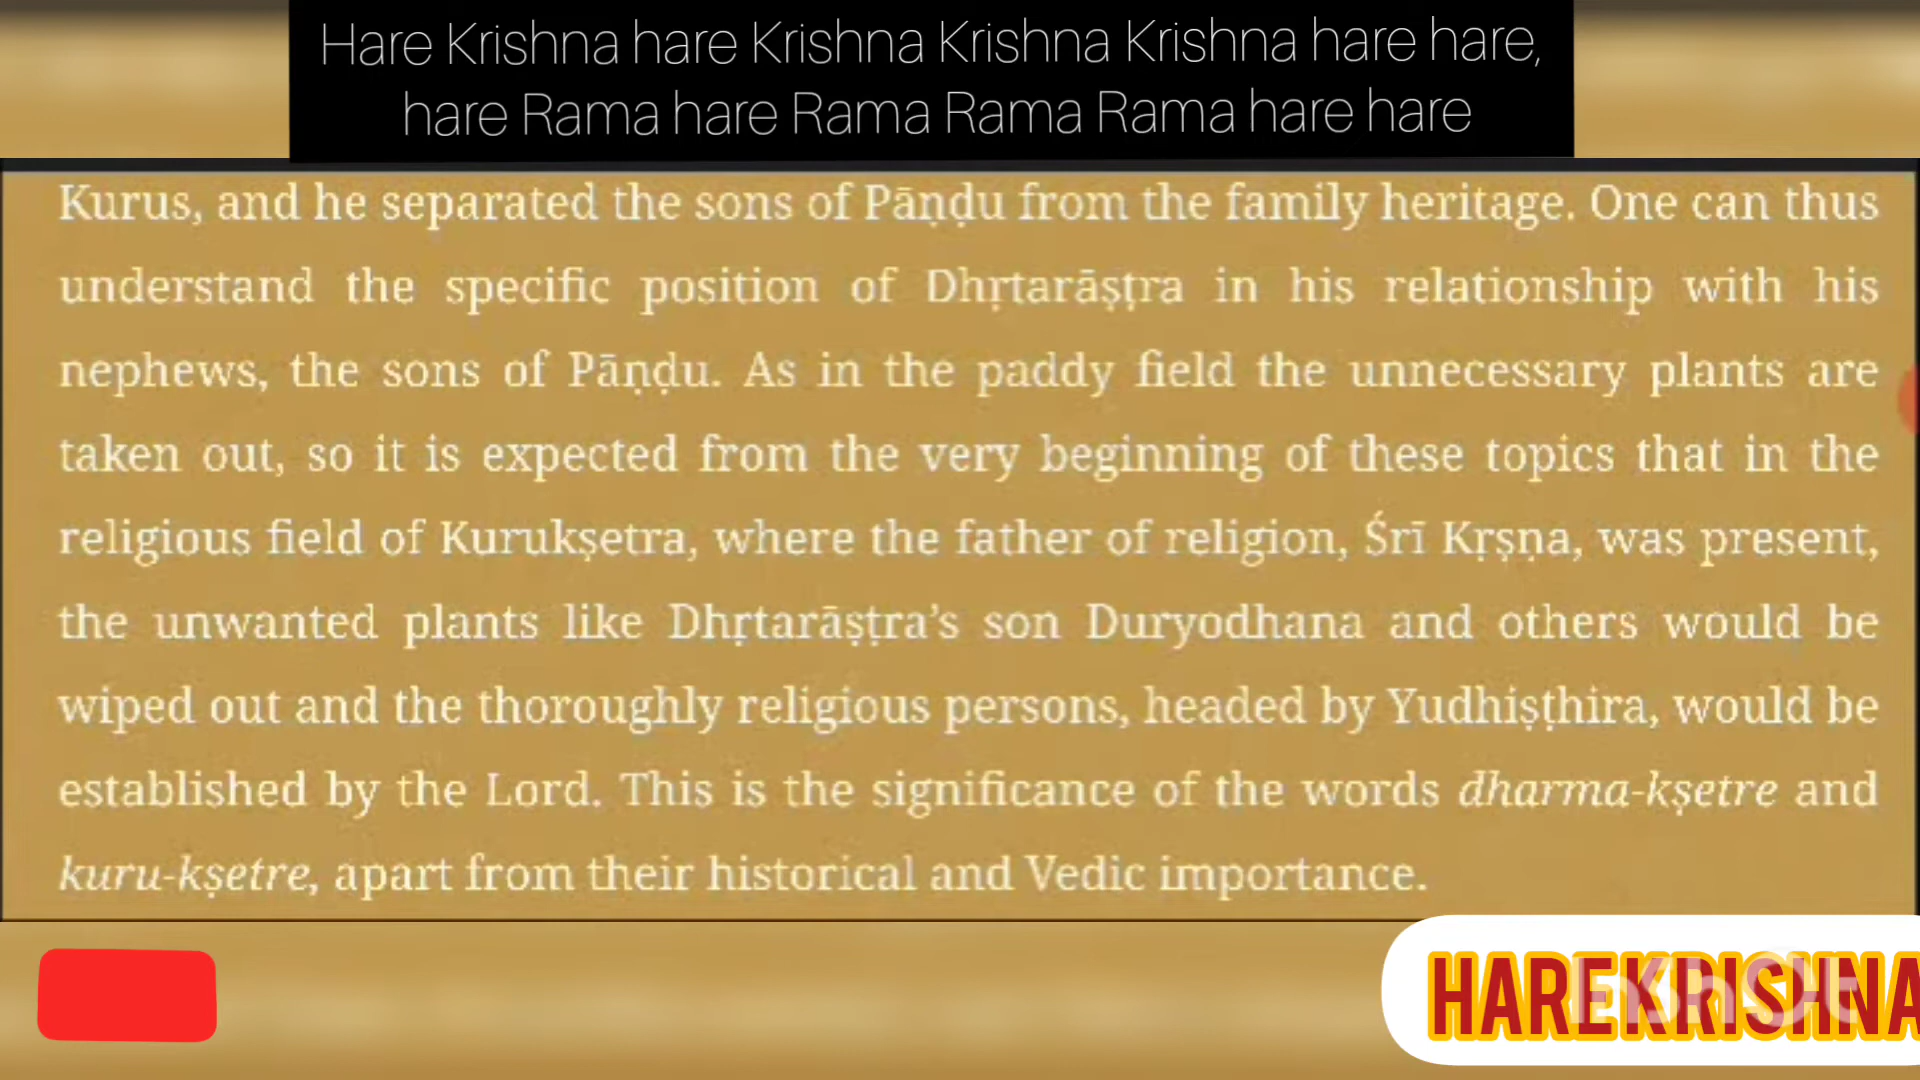 Hare Krishna hare Krishna Krishna Krishna hare hare,
hare Rama hare Rama Rama Rama hare hare
Kurus, and he separated the sons of Pāṇḍu from the family heritage. One can thus
understand the specific position of Dhṛtarāṣṭra in his relationship with his
nephews, the sons of Pāṇḍu. As in the paddy field the unnecessary plants are
taken out, so it is expected from the very beginning of these topics that in the
religious field of Kurukṣetra, where the father of religion, Śrī Kṛṣṇa, was present,
the unwanted plants like Dhṛtarāṣṭra’s son Duryodhana and others would be
wiped out and the thoroughly religious persons, headed by Yudhiṣṭhira, would be
established by the Lord. This is the significance of the words dharma-kṣetre and
kuru-kṣetre, apart from their historical and Vedic importance.
HARE KRISHNA